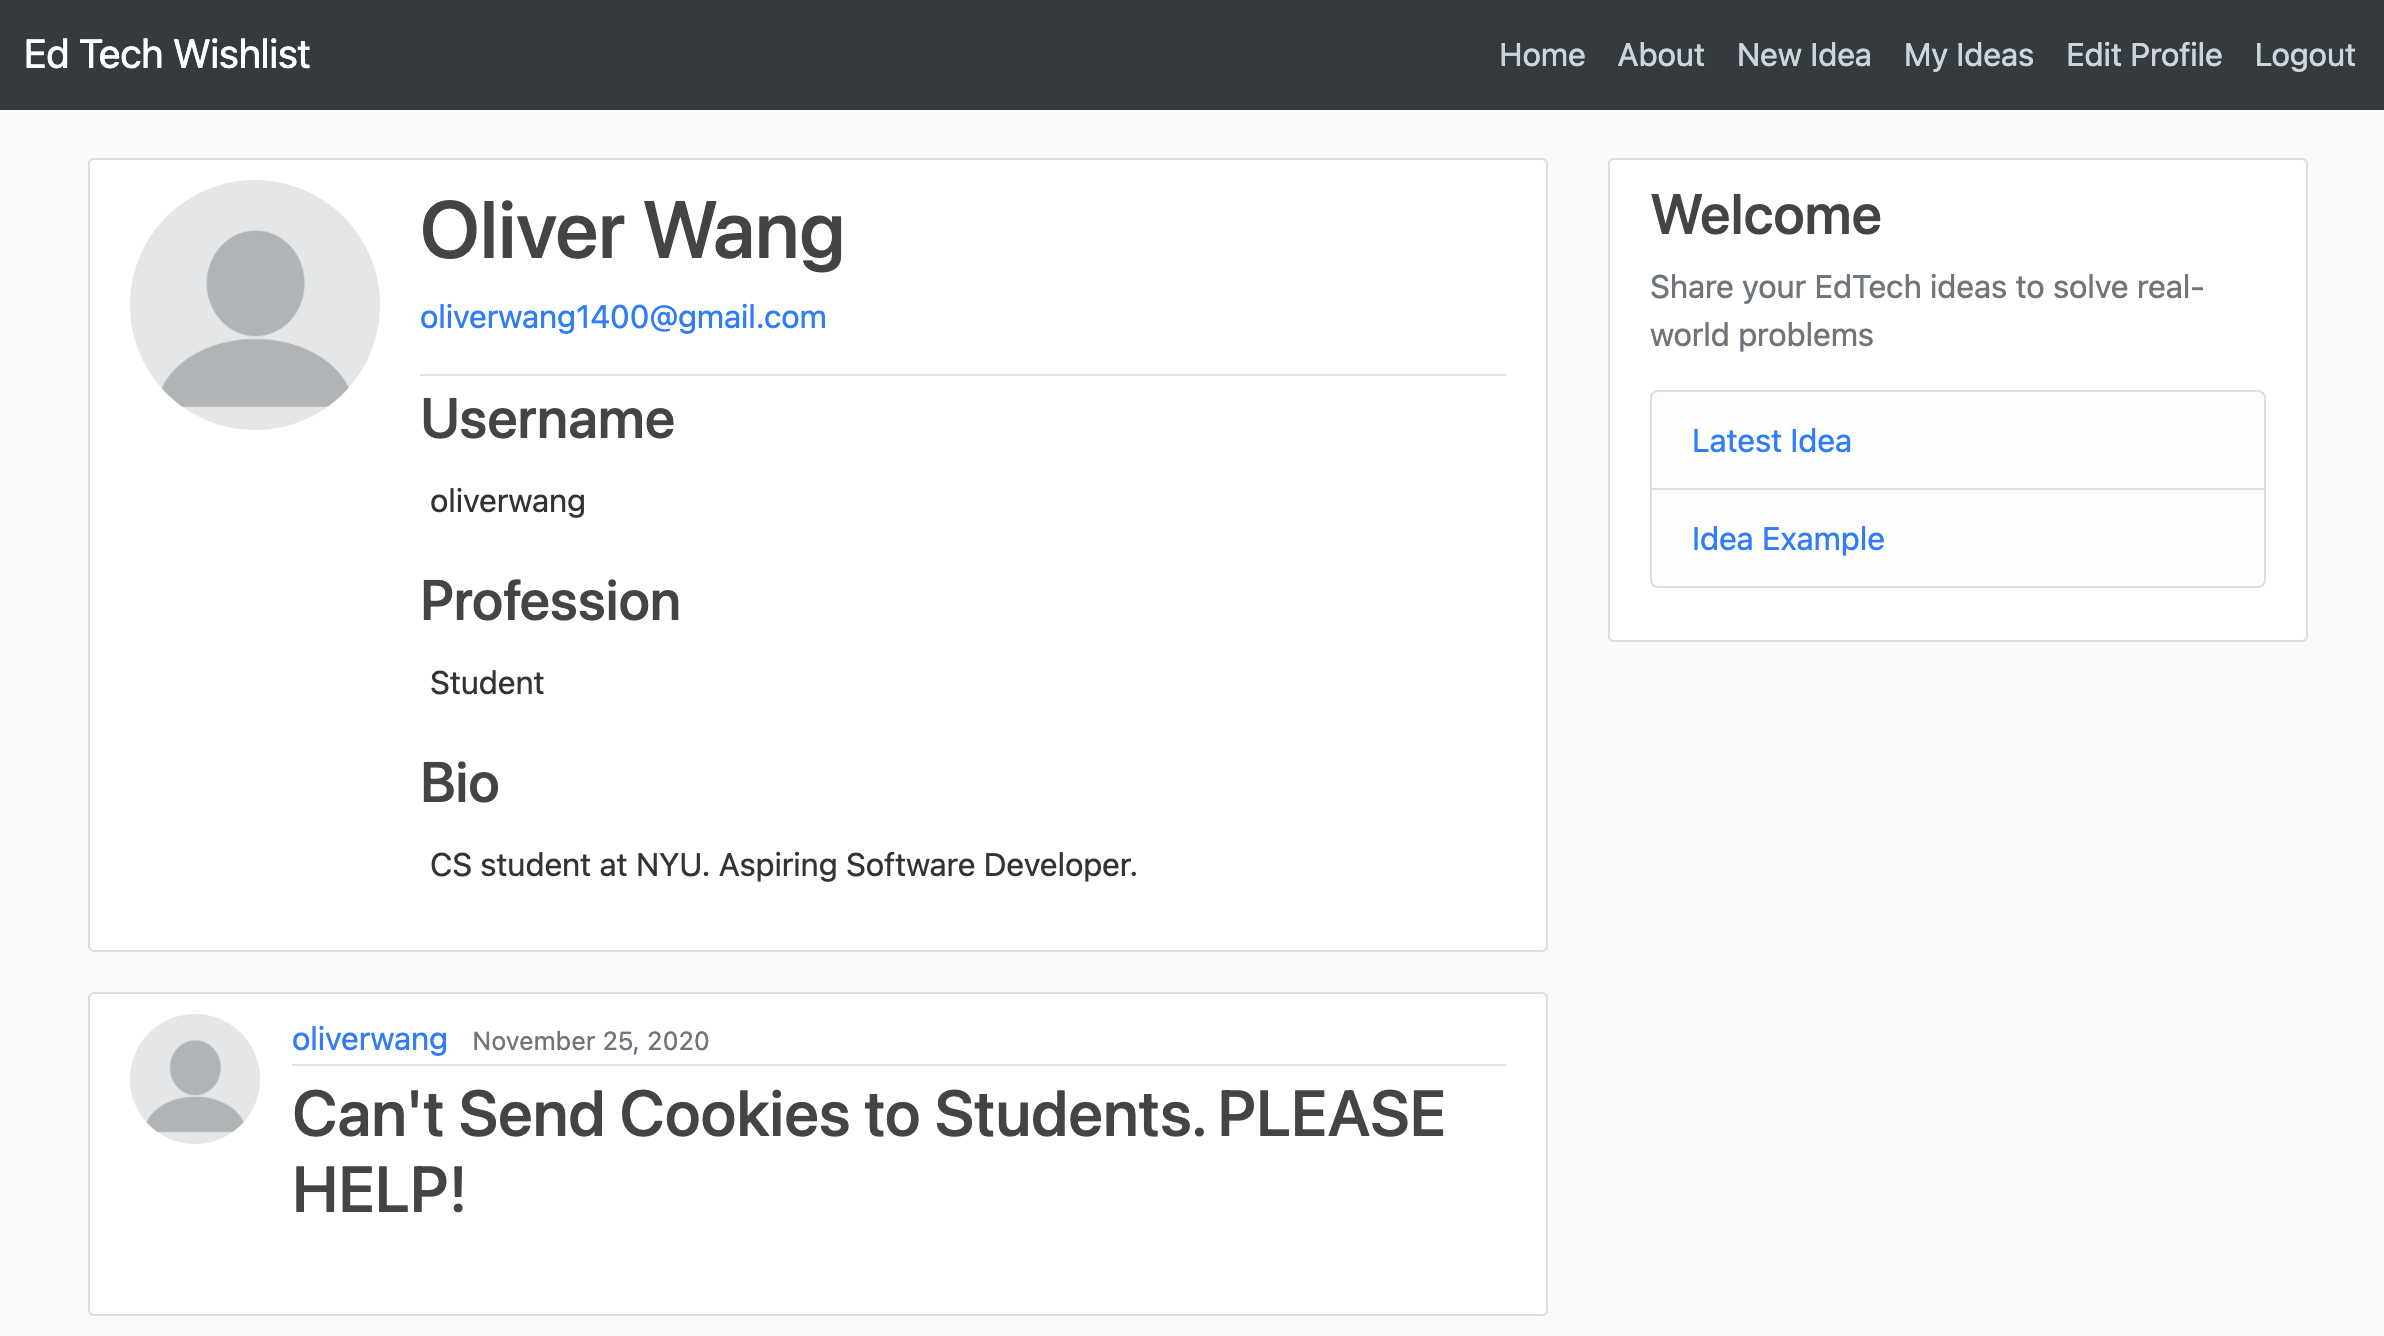 Ed Tech Wishlist
Home About New Idea My Ideas Edit Profile Logout
Oliver Wang
oliverwang1400@gmail.com
Username
oliverwang
Profession
Student
Bio
CS student at NYU. Aspiring Software Developer.
Welcome
Share your EdTech ideas to solve real-
world problems
Latest Idea
Idea Example
oliverwang November 25, 2020
Can't Send Cookies to Students. PLEASE
HELP!